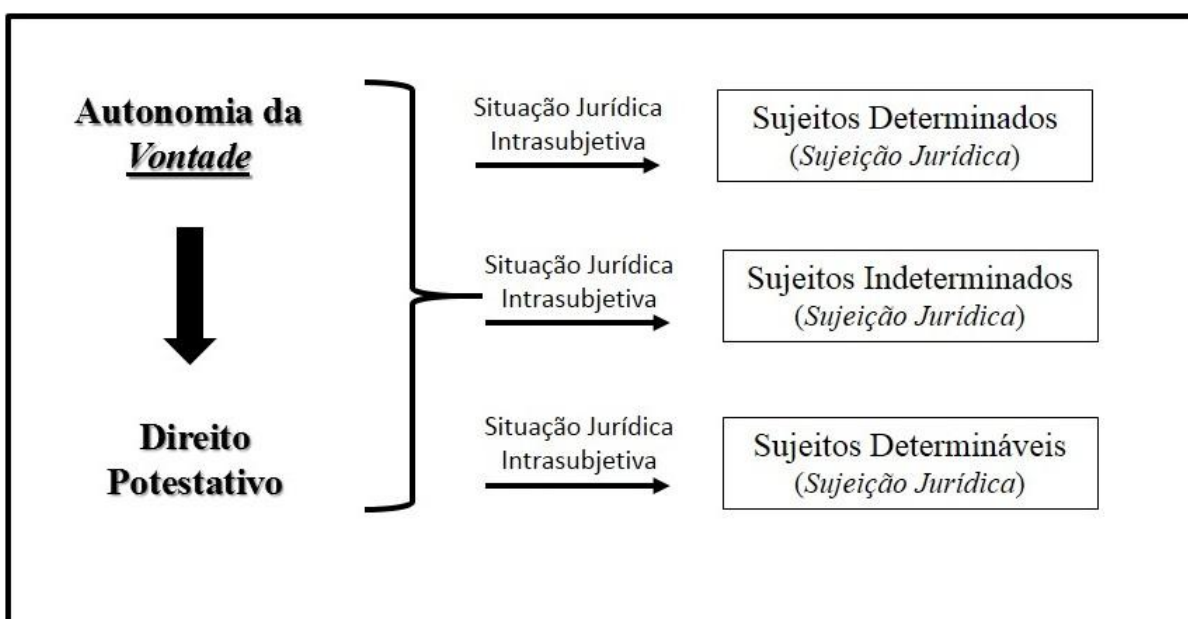 Autonomia da
Vontade
Direito
Potestativo
Situação Jurídica
Intrasubjetiva
Sujeitos Determinados
(Sujeição Jurídica)
Situação Jurídica
Intrasubjetiva
Sujeitos Indeterminados
(Sujeição Jurídica)
Situação Jurídica
Intrasubjetiva
Sujeitos Determináveis
(Sujeição Jurídica)